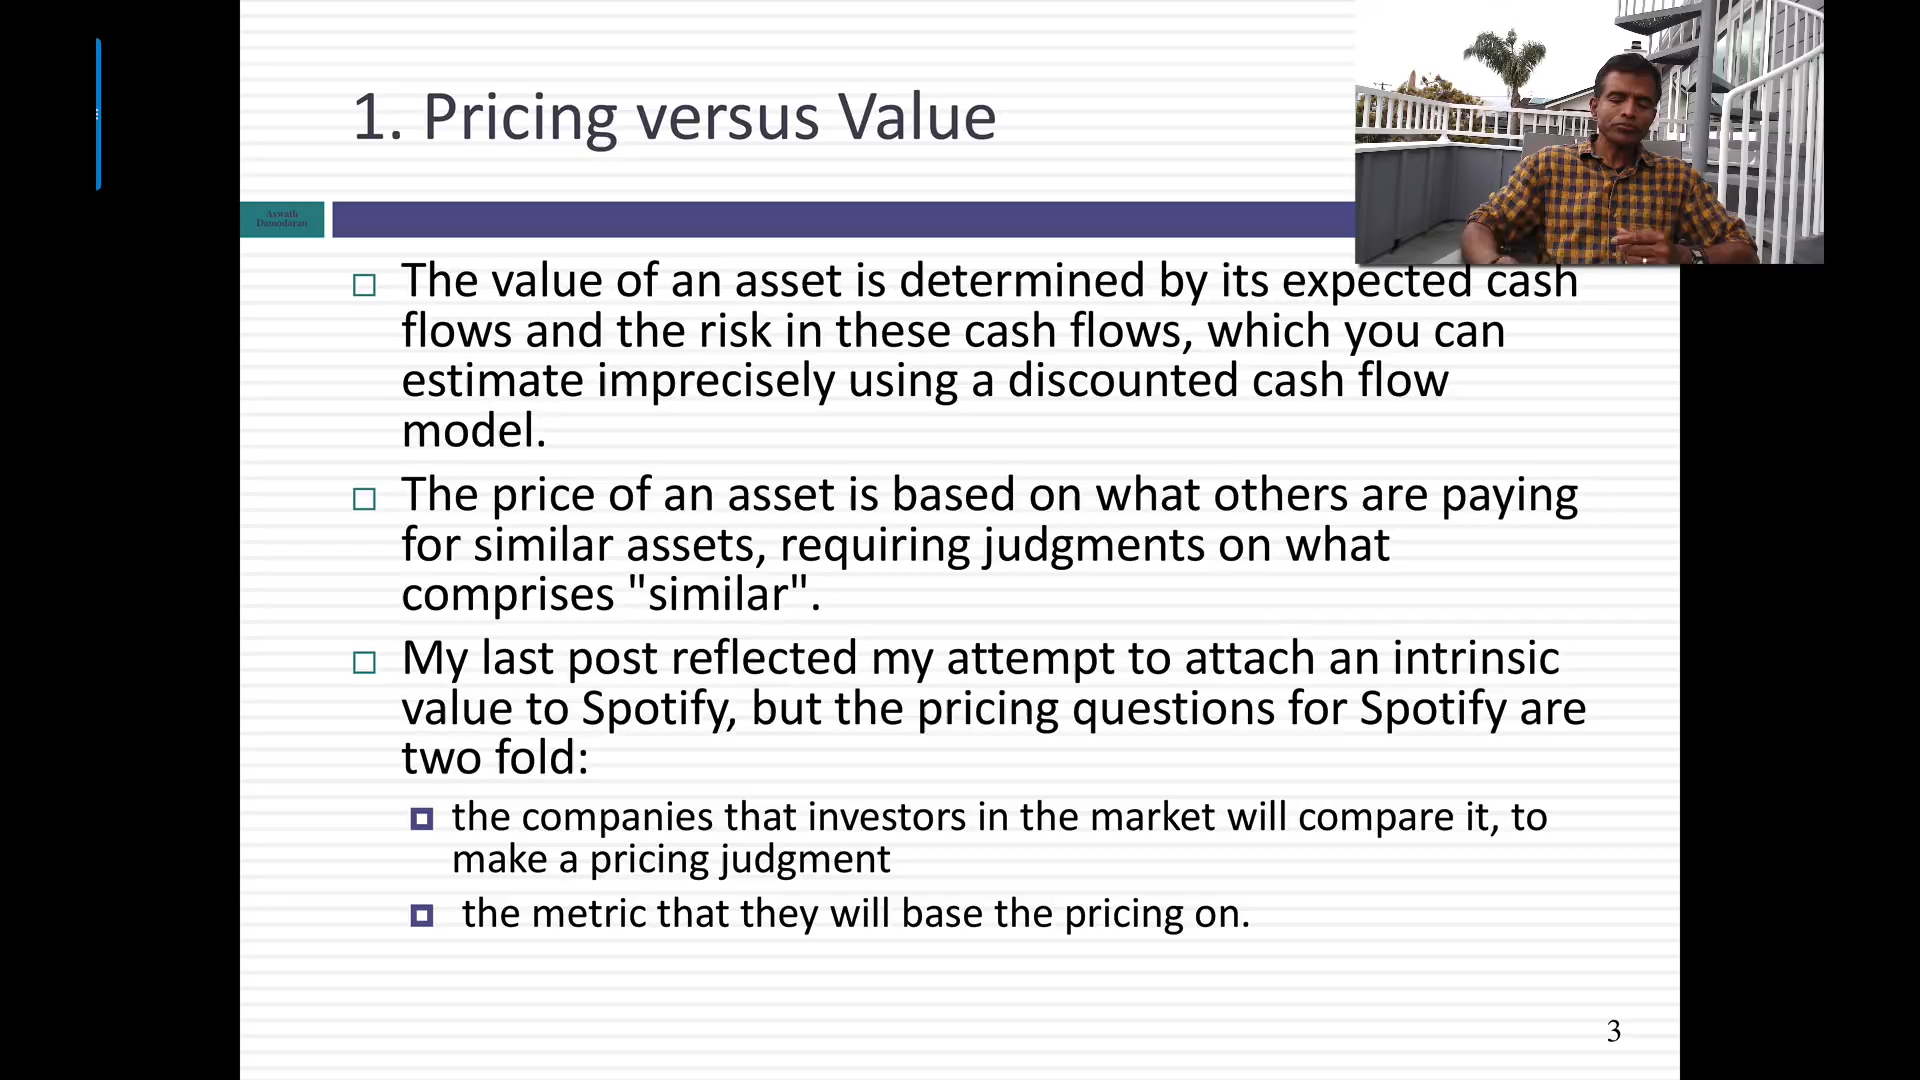 1. Pricing versus Value
Aswath
Damodaran
The value of an asset is determined by its expected cash
flows and the risk in these cash flows, which you can
estimate imprecisely using a discounted cash flow
model.
The price of an asset is based on what others are paying
for similar assets, requiring judgments on what
comprises "similar".
My last post reflected my attempt to attach an intrinsic
value to Spotify, but the pricing questions for Spotify are
two fold:
the companies that investors in the market will compare it, to
make a pricing judgment
the metric that they will base the pricing on.
3